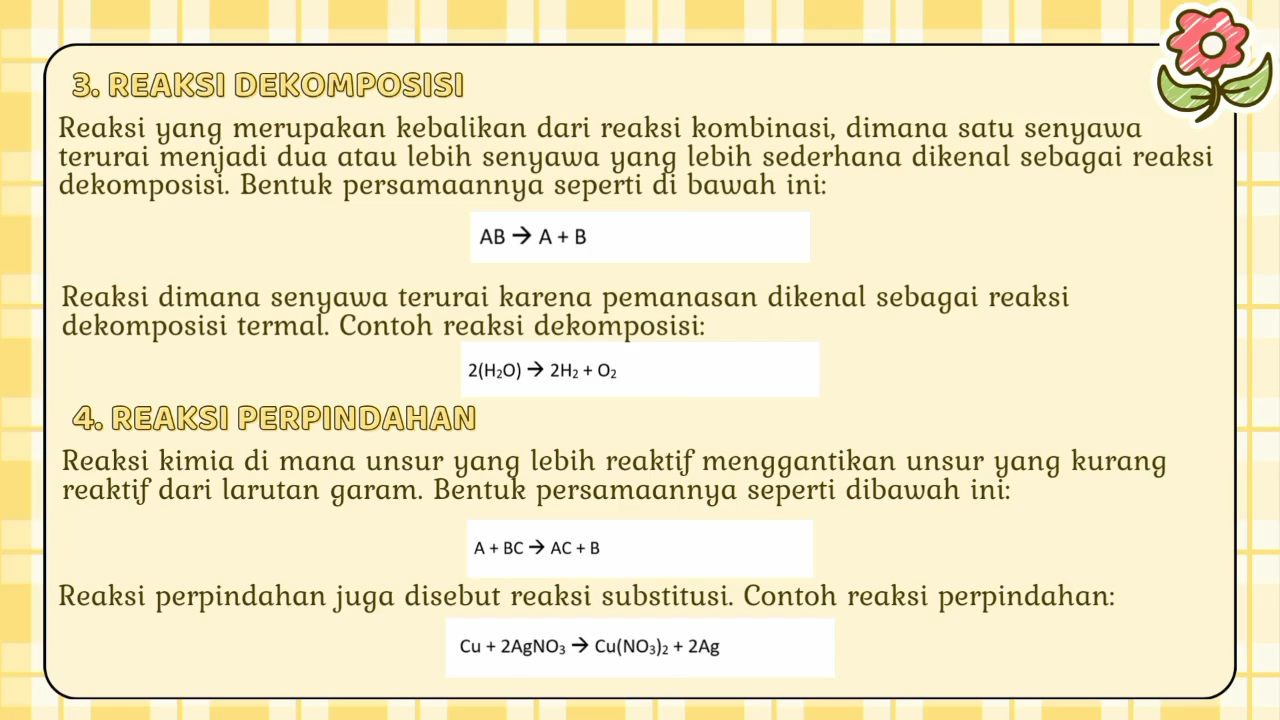 3. REAKSI DEKOMPOSISI
Reaksi yang merupakan kebalikan dari reaksi kombinasi, dimana satu senyawa
terurai menjadi dua atau lebih senyawa yang lebih sederhana dikenal sebagai reaksi
dekomposisi. Bentuk persamaannya seperti di bawah ini:
AB → A + B
Reaksi dimana senyawa terurai karena pemanasan dikenal sebagai reaksi
dekomposisi termal. Contoh reaksi dekomposisi:
2(H₂O) → 2H₂ + O₂
4. REAKSI PERPINDAHAN
Reaksi kimia di mana unsur yang lebih reaktif menggantikan unsur yang kurang
reaktif dari larutan garam. Bentuk persamaannya seperti dibawah ini:
A + BC → AC + B
Reaksi perpindahan juga disebut reaksi substitusi. Contoh reaksi perpindahan:
Cu + 2AgNO₃ → Cu(NO₃)₂ + 2Ag